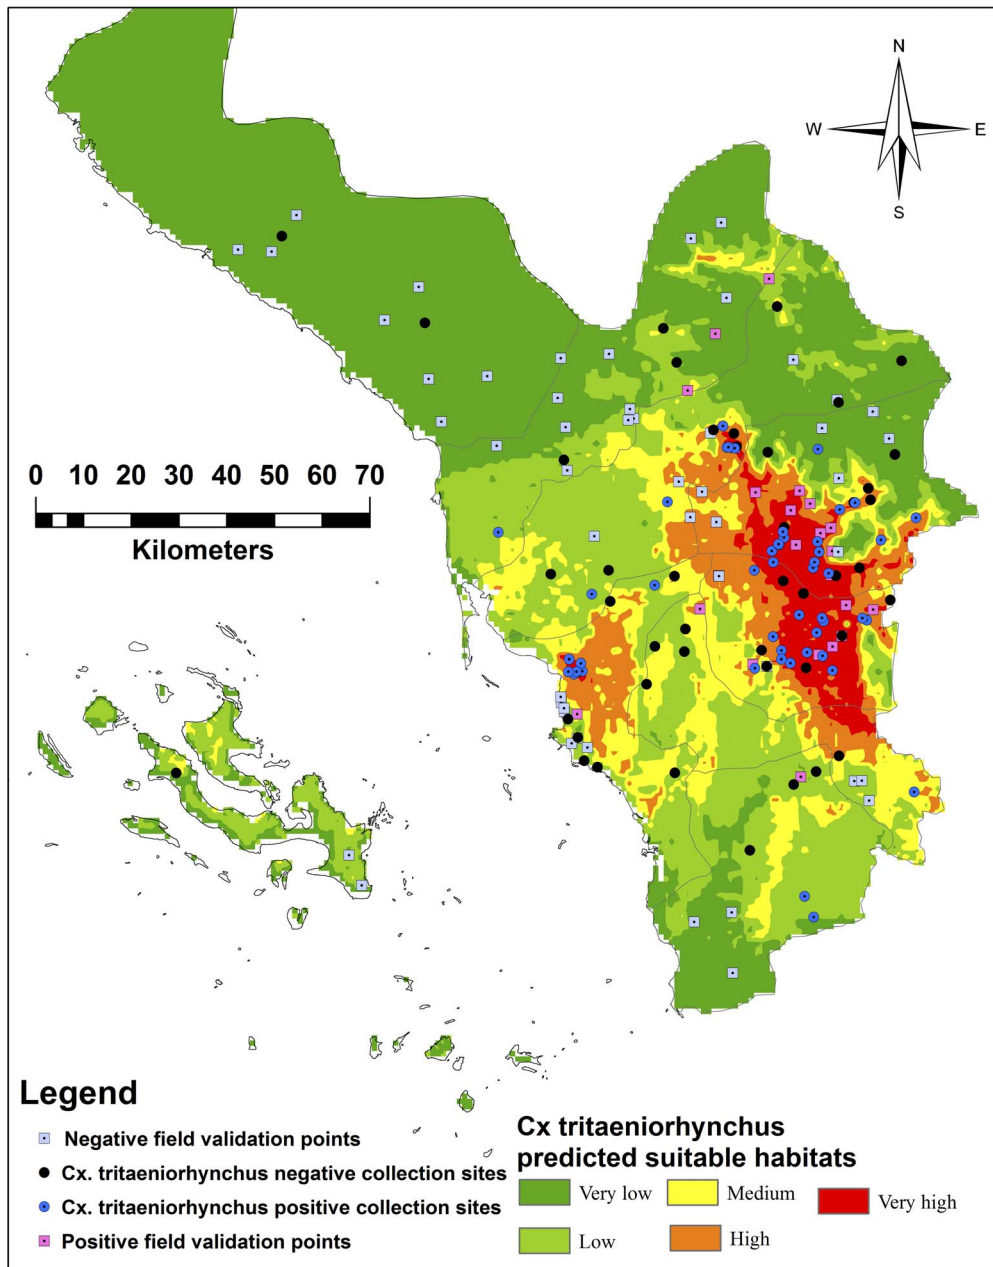 N
W E
S
0 10 20 30 40 50 60 70
Kilometers
Legend
Negative field validation points
Cx. tritaeniorhynchus negative collection sites
Cx. tritaeniorhynchus positive collection sites
Positive field validation points
Cx tritaeniorhynchus
predicted suitable habitats
Very low Medium Very high
Low High